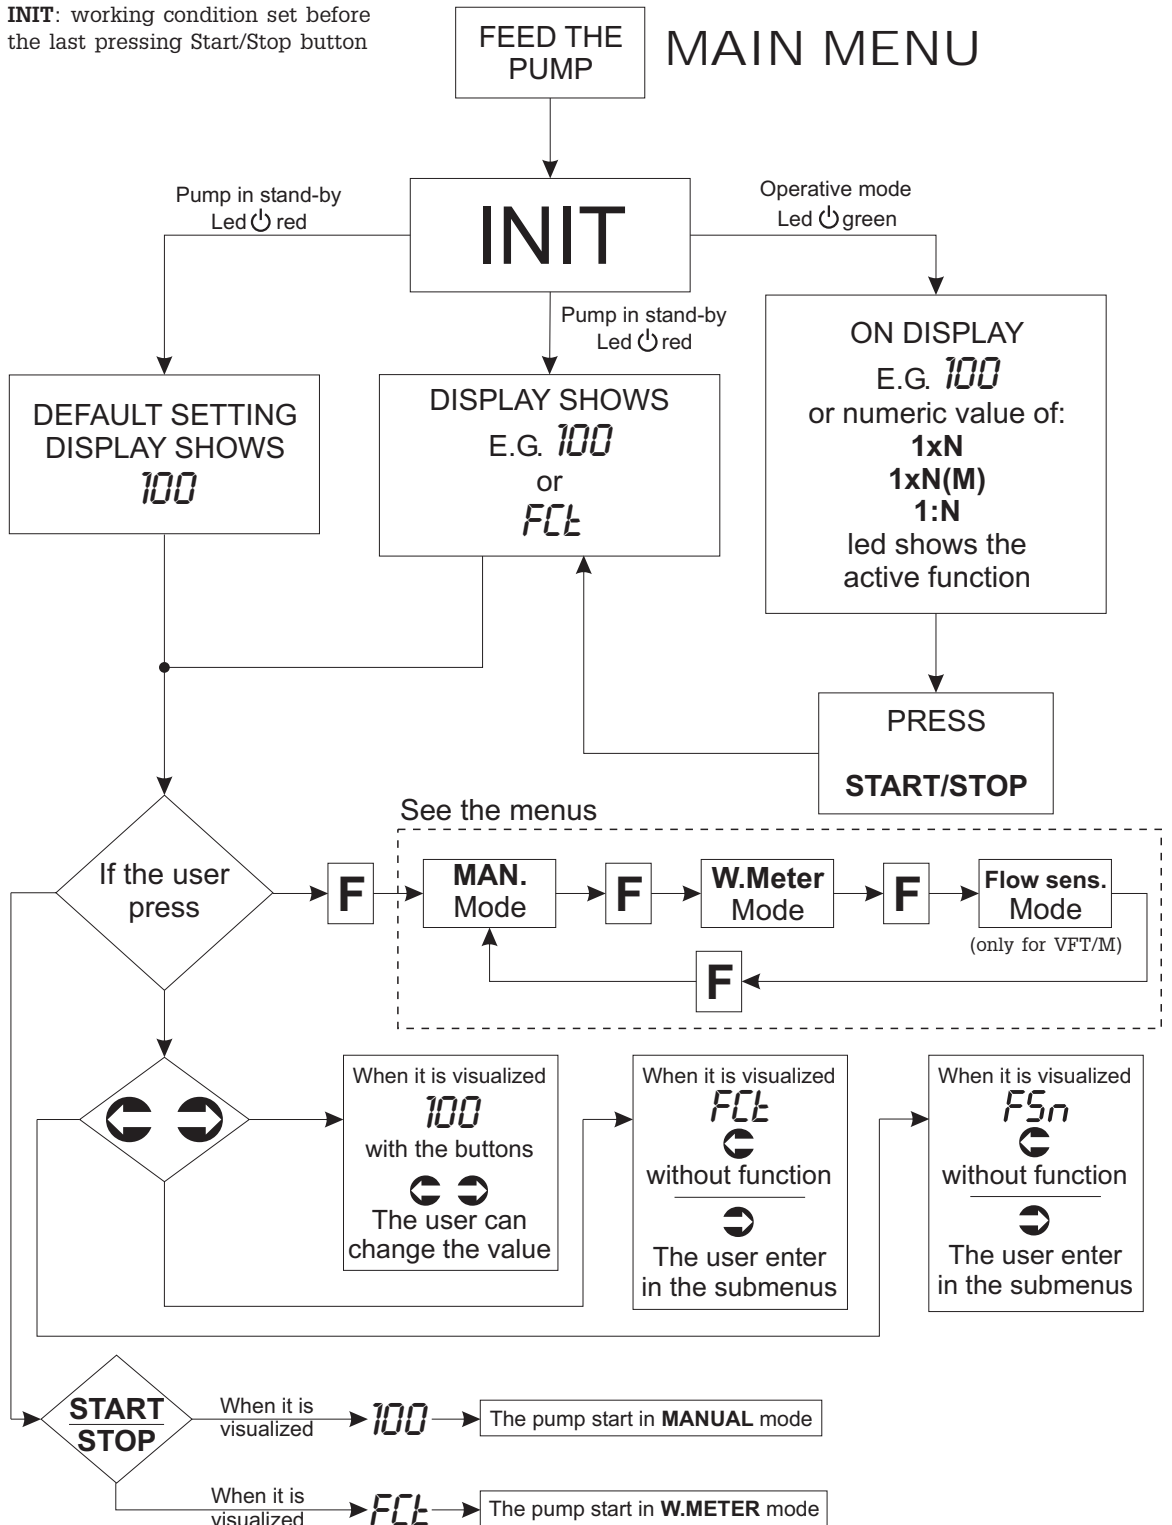 INIT: working condition set before
the last pressing Start/Stop button
FEED THE
PUMP
MAIN MENU
INIT
Pump in stand-by
Led red
Operative mode
Led green
Pump in stand-by
Led red
DEFAULT SETTING
DISPLAY SHOWS
100
DISPLAY SHOWS
E.G. 100
or
FCt
ON DISPLAY
E.G. 100
or numeric value of:
1xN
1xN(M)
1:N
led shows the
active function
PRESS
START/STOP
See the menus
If the user
press
F
MAN.
Mode
F
W.Meter
Mode
F
Flow sens.
Mode
(only for VFT/M)
F
When it is visualized
100
with the buttons
The user can
change the value
When it is visualized
FCt
without function
The user enter
in the submenus
When it is visualized
FSn
without function
The user enter
in the submenus
START
STOP
When it is
visualized
100
The pump start in MANUAL mode
When it is
visualized
FCt
The pump start in W.METER mode